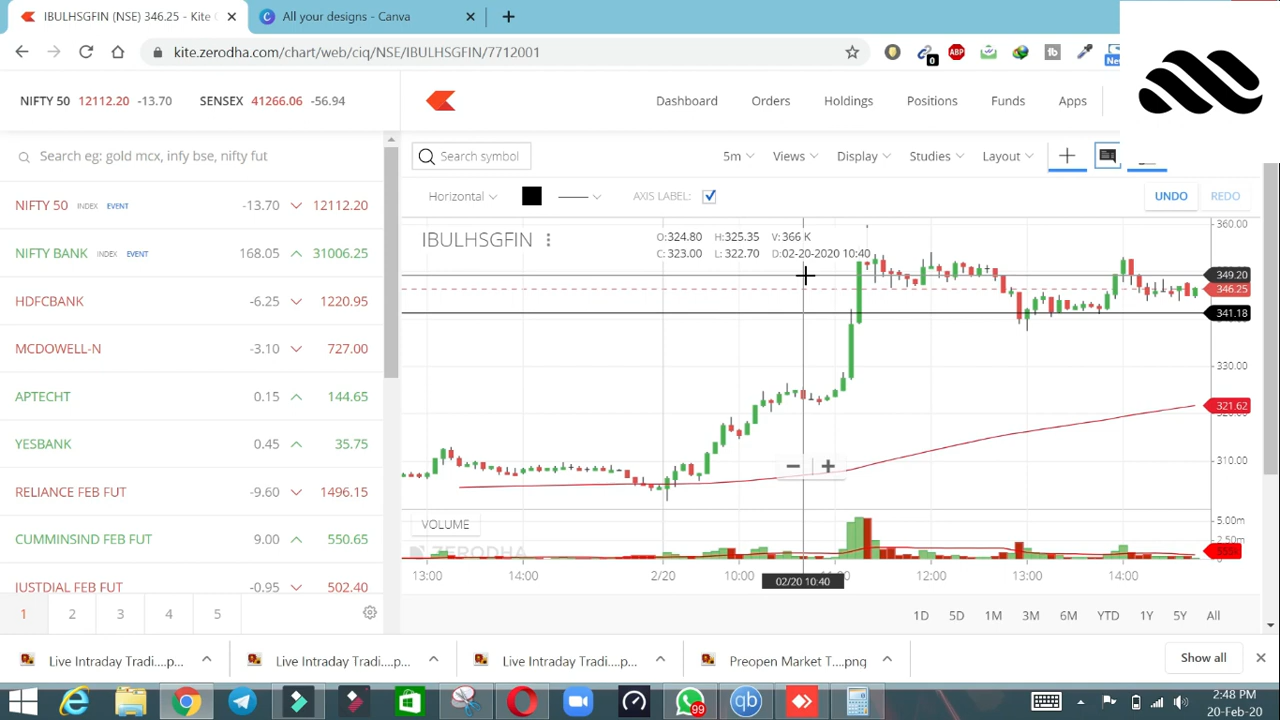 IBULHSGFIN (NSE) 346.25 - Kite
All your designs - Canva
kite.zerodha.com/chart/web/ciq/NSE/IBULHSGFIN/7712001
0
ABP
fb
New
NIFTY 50 12112.20 -13.70 SENSEX 41266.06 -56.94
Dashboard Orders Holdings Positions Funds Apps
Search eg: gold mcx, infy bse, nifty fut
Search symbol
5m Views Display Studies Layout
Horizontal AXIS LABEL: UNDO REDO
NIFTY 50 INDEX EVENT -13.70 12112.20
NIFTY BANK INDEX EVENT 168.05 31006.25
HDFCBANK -6.25 1220.95
MCDOWELL-N -3.10 727.00
APTECHT 0.15 144.65
YESBANK 0.45 35.75
RELIANCE FEB FUT -9.60 1496.15
CUMMINSIND FEB FUT 9.00 550.65
JUSTDIAL FEB FUT -0.95 502.40
1 2 3 4 5
IBULHSGFIN
O:324.80 H:325.35 V:366 K
C:323.00 L:322.70 D:02-20-2020 10:40
360.00
349.20
346.25
341.18
330.00
321.62
310.00
VOLUME
5.00m
2.50m
ZERODHA
13:00 14:00 2/20 10:00 12:00 13:00 14:00
02/20 10:40
1D 5D 1M 3M 6M YTD 1Y 5Y All
Live Intraday Tradi....p...
Live Intraday Tradi....p...
Live Intraday Tradi....p...
Preopen Market T....png
Show all
99
qb
2:48 PM
20-Feb-20